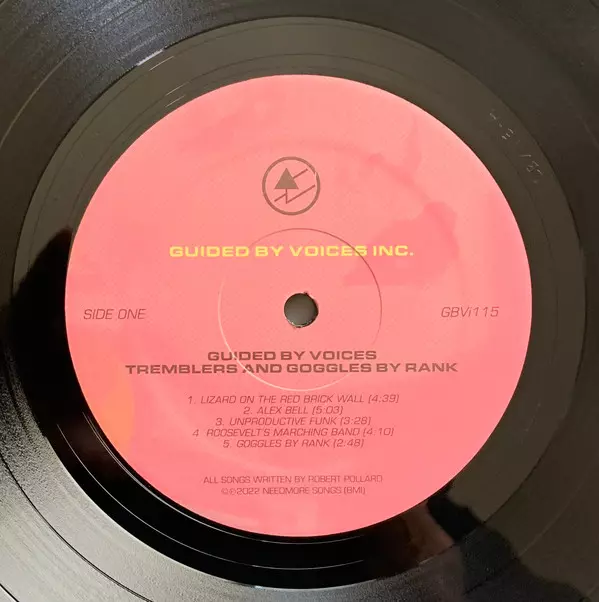 GUIDED BY VOICES INC.
SIDE ONE
GBVi115
GUIDED BY VOICES
TREMBLERS AND GOGGLES BY RANK
1. LIZARD ON THE RED BRICK WALL (4:39)
2. ALEX BELL (5:03)
3. UNPRODUCTIVE FUNK (3:28)
4 ROOSEVELT'S MARCHING BAND (4:10)
5. GOGGLES BY RANK (2:48)
ALL SONGS WRITTEN BY ROBERT POLLARD
©℗2022 NEEDMORE SONGS (BMI)